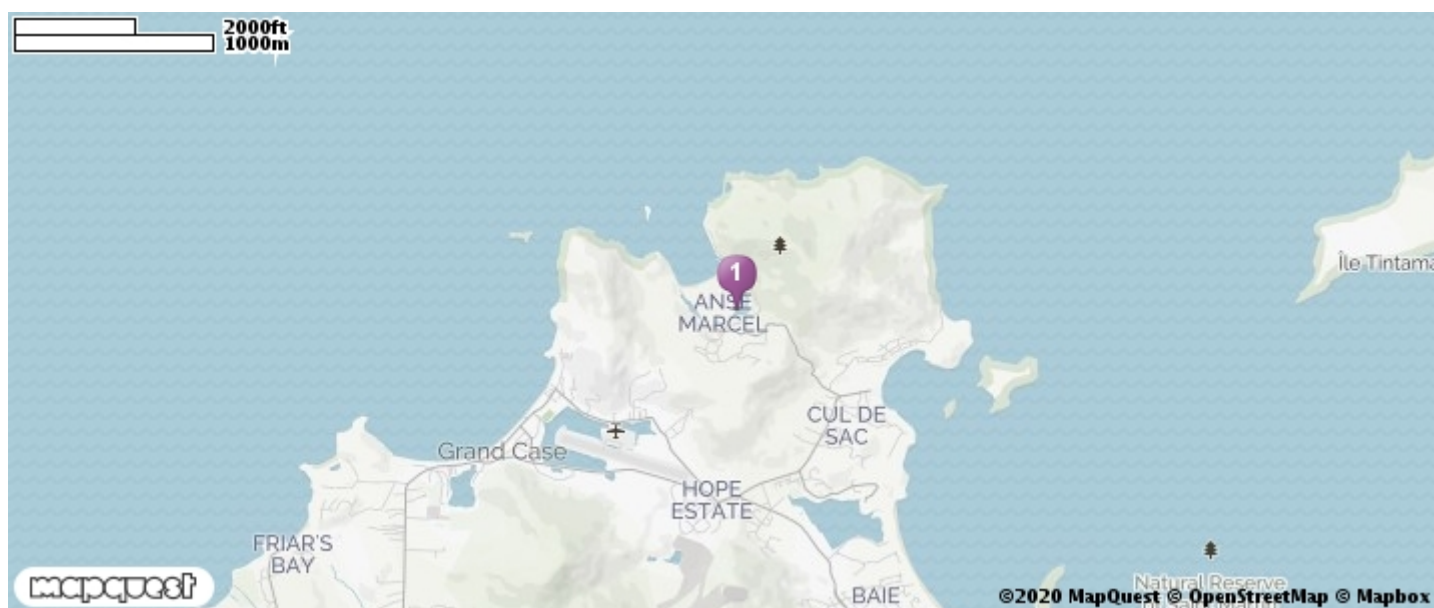 2000ft
1000m
1
ANSE
MARCEL
Île Tintama
CUL DE
SAC
Grand Case
HOPE
ESTATE
FRIAR'S
BAY
mapquest
BAIE
Natural Reserve
©2020 MapQuest © OpenStreetMap © Mapbox